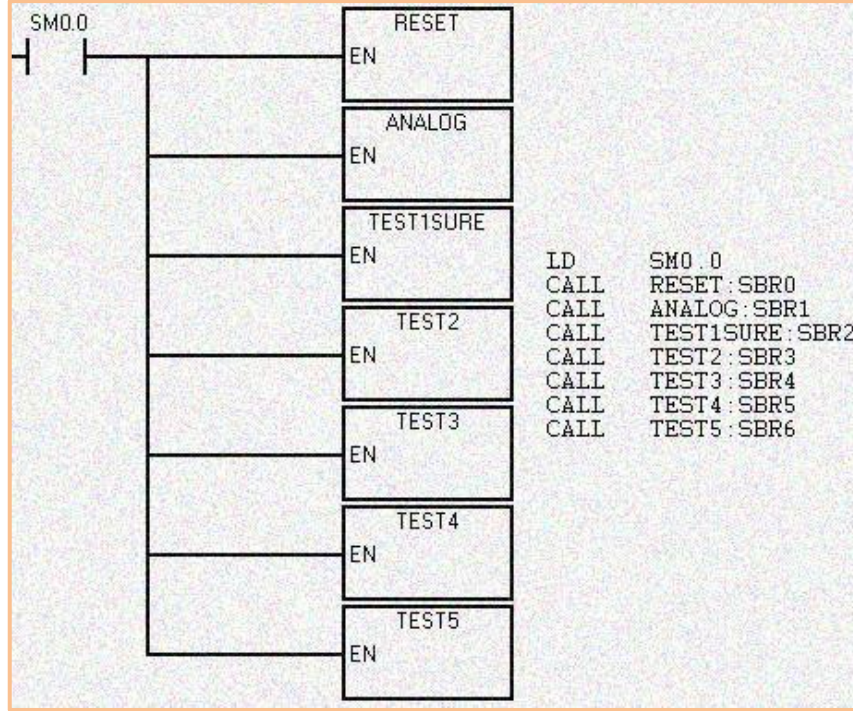 SM0.0
RESET
EN
ANALOG
EN
TEST1SURE
EN
TEST2
EN
TEST3
EN
TEST4
EN
TEST5
EN
LD SM0.0
CALL RESET:SBR0
CALL ANALOG:SBR1
CALL TEST1SURE:SBR2
CALL TEST2:SBR3
CALL TEST3:SBR4
CALL TEST4:SBR5
CALL TEST5:SBR6